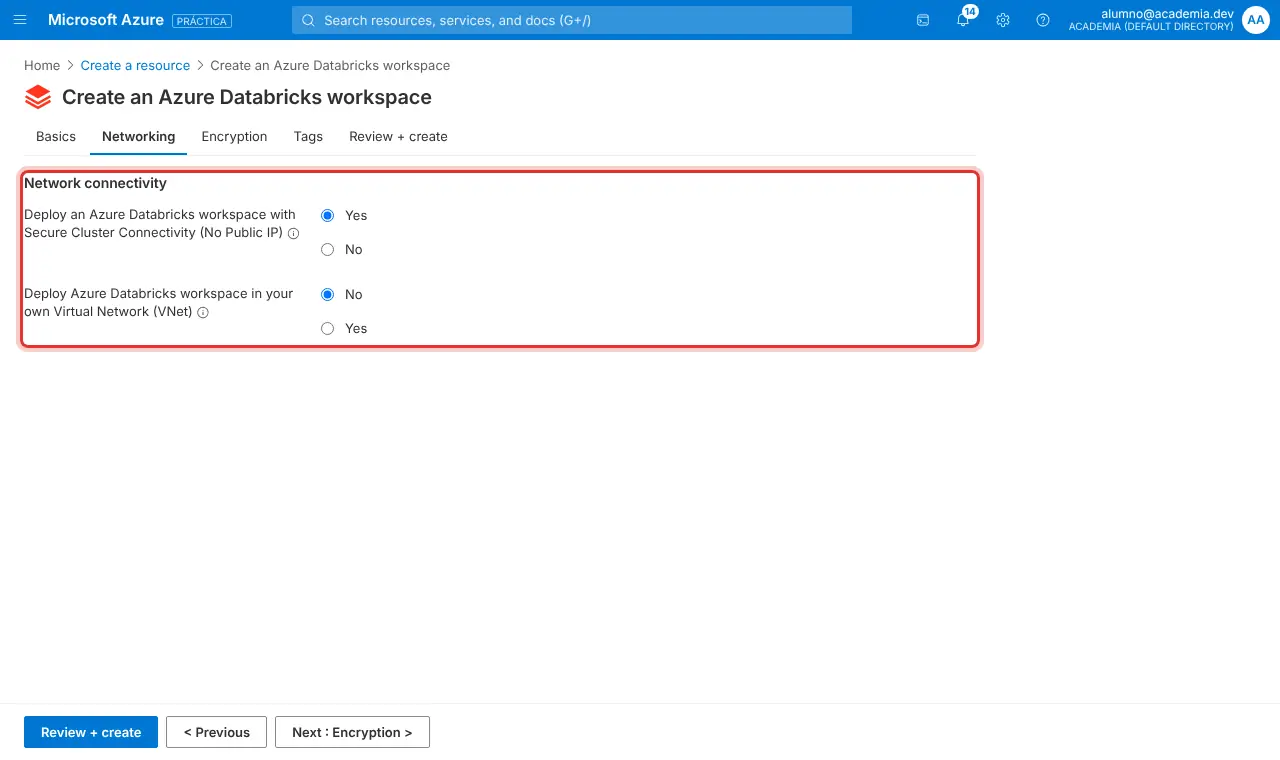 Microsoft Azure PRÁCTICA Search resources, services, and docs (G+/) 14 alumno@academia.dev
ACADEMIA (DEFAULT DIRECTORY) AA
Home > Create a resource > Create an Azure Databricks workspace
Create an Azure Databricks workspace
Basics Networking Encryption Tags Review + create
Network connectivity
Deploy an Azure Databricks workspace with
Secure Cluster Connectivity (No Public IP)
Yes
No
Deploy Azure Databricks workspace in your
own Virtual Network (VNet)
No
Yes
Review + create < Previous Next : Encryption >